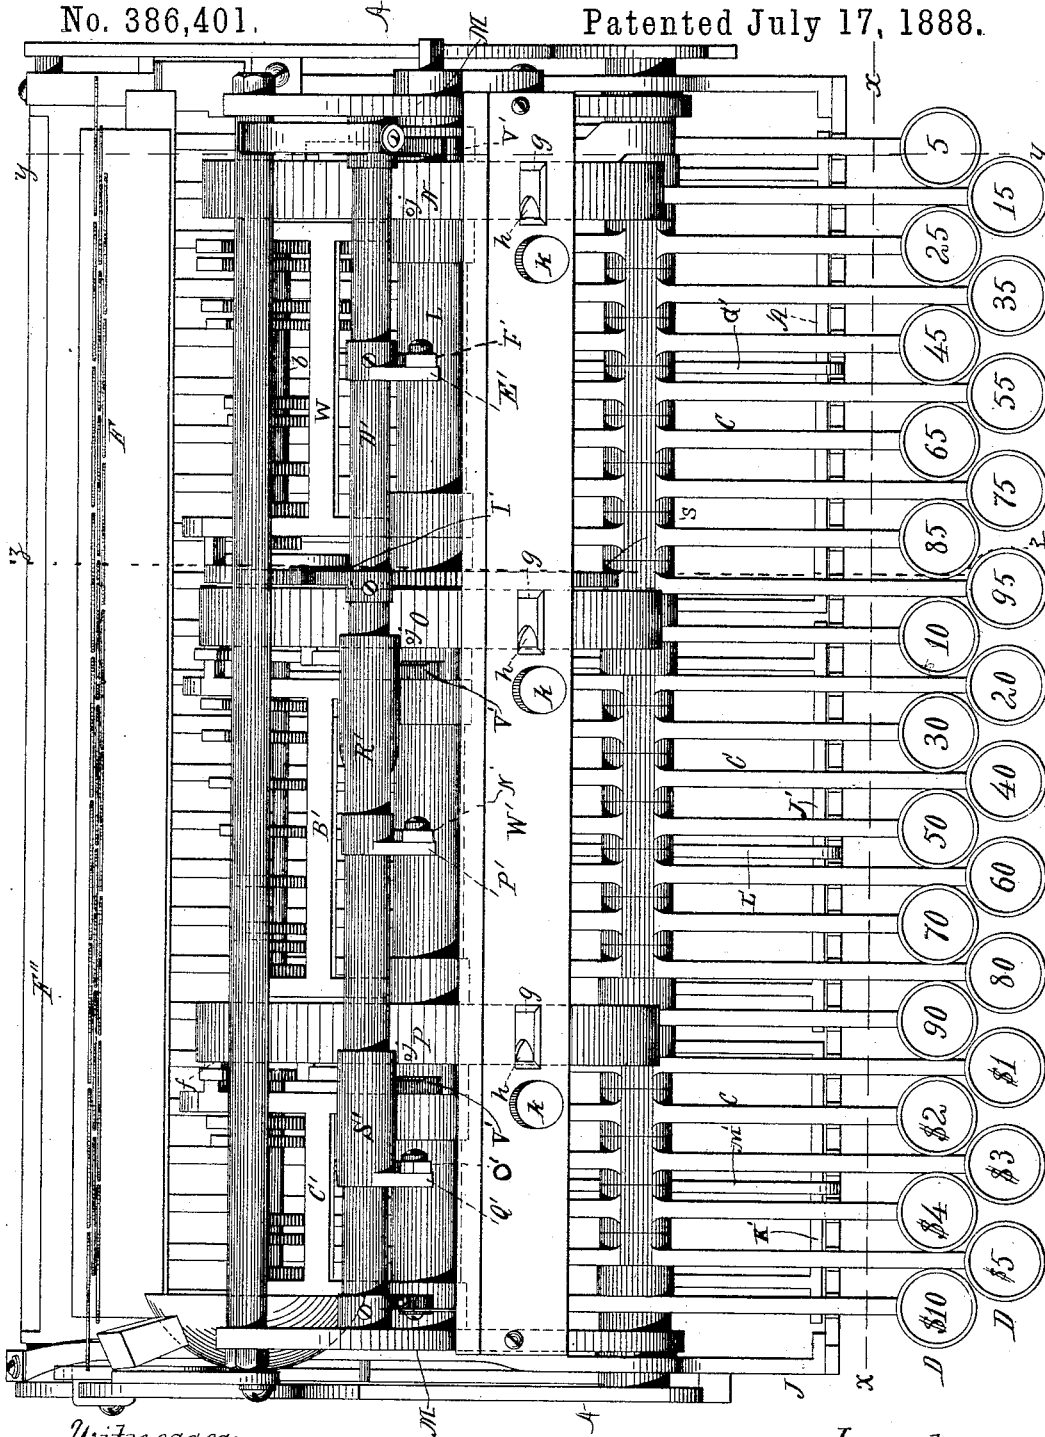 No. 386,401. Patented July 17, 1888.
A M x
5
V' g y
y 15
N
h k 25
35
L F' a' p
45
b W E'
F' H' C 55
65
75
I' s
z g 85 z
95
O 10
h k 20
V' 30
R' C
40
N' J'
B' W' 50
P' L' 60
70
80
F'' g 90
P $1
f h k C
V' $2
S' M' $3
O'
C' Q' $4
K' $5
$10 D
D
J x
M A
Witnesses: